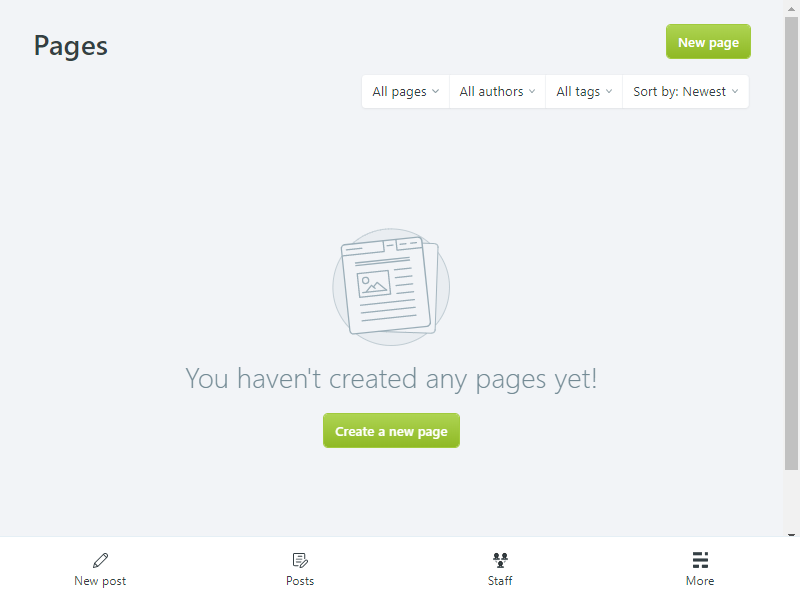 Pages
New page
All pages
All authors
All tags
Sort by: Newest
You haven't created any pages yet!
Create a new page
New post
Posts
Staff
More